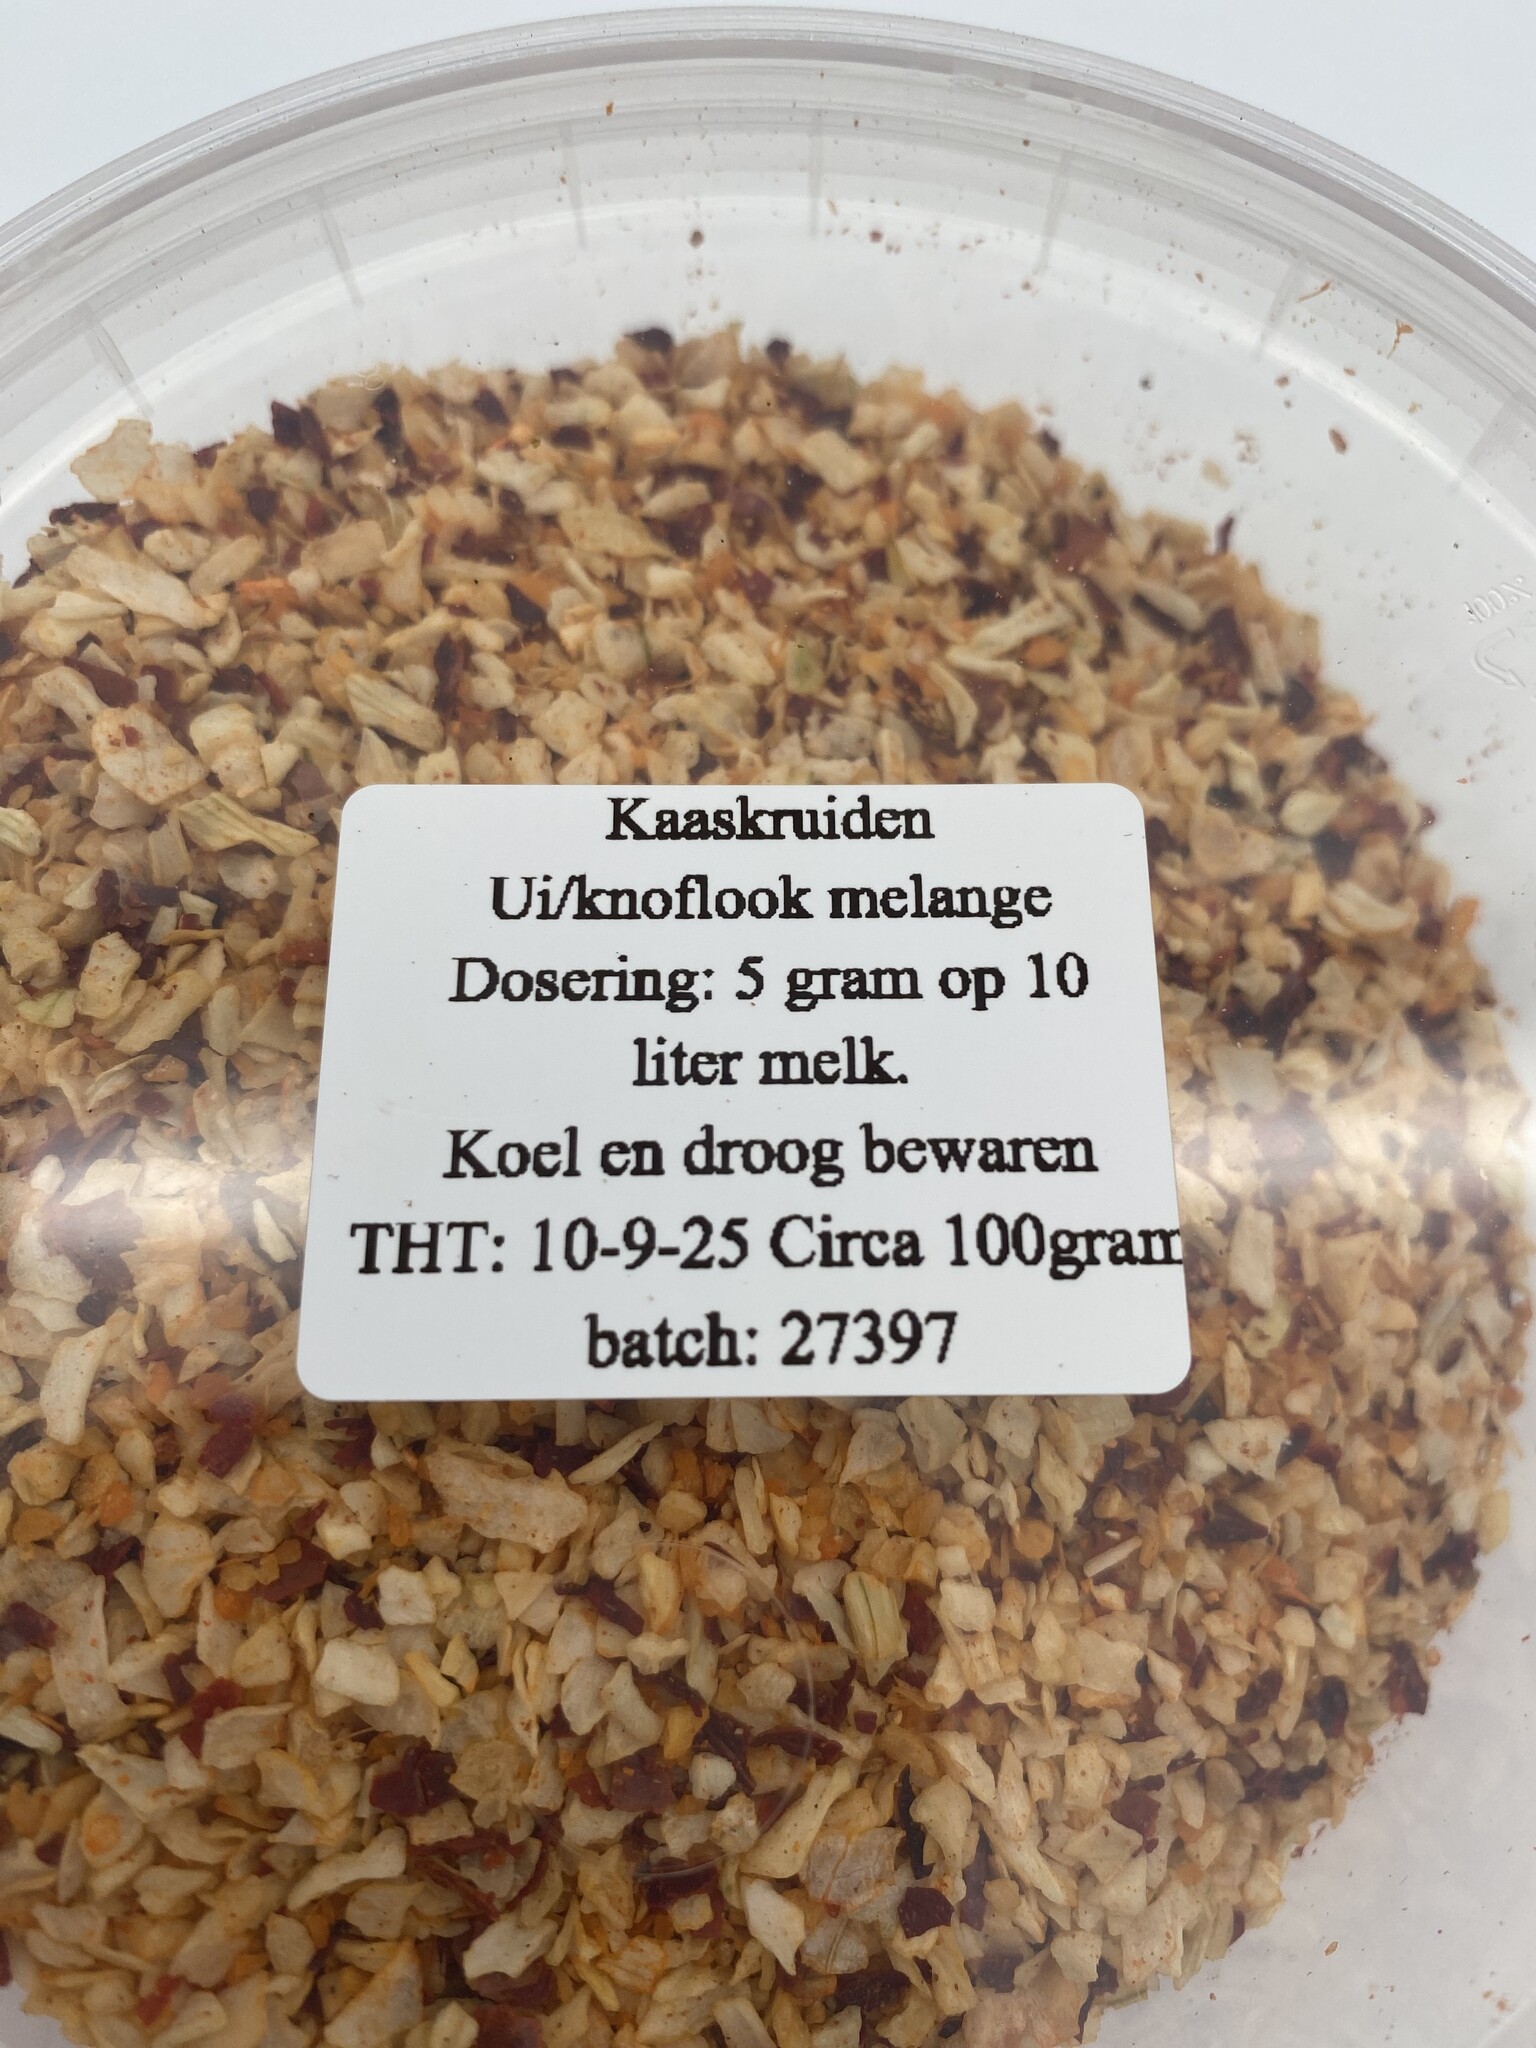 Kaaskruiden
Ui/knoflook melange
Dosering: 5 gram op 10
liter melk.
Koel en droog bewaren
THT: 10-9-25 Circa 100gram
batch: 27397